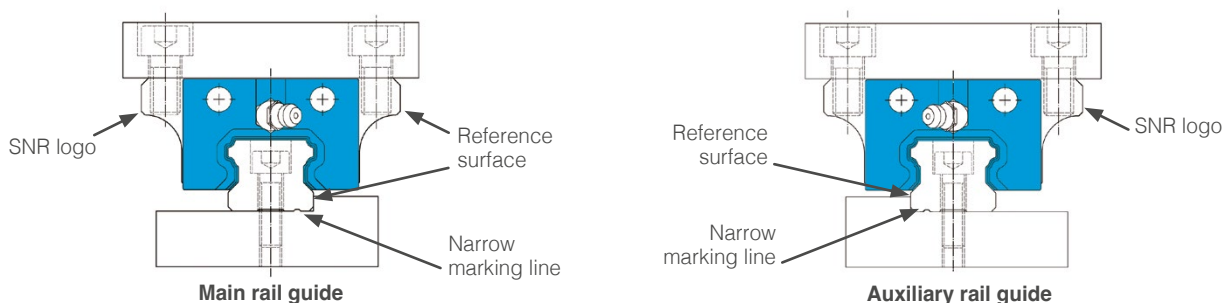 SNR logo
Reference
surface
Narrow
marking line
Main rail guide
Reference
surface
SNR logo
Narrow
marking line
Auxiliary rail guide